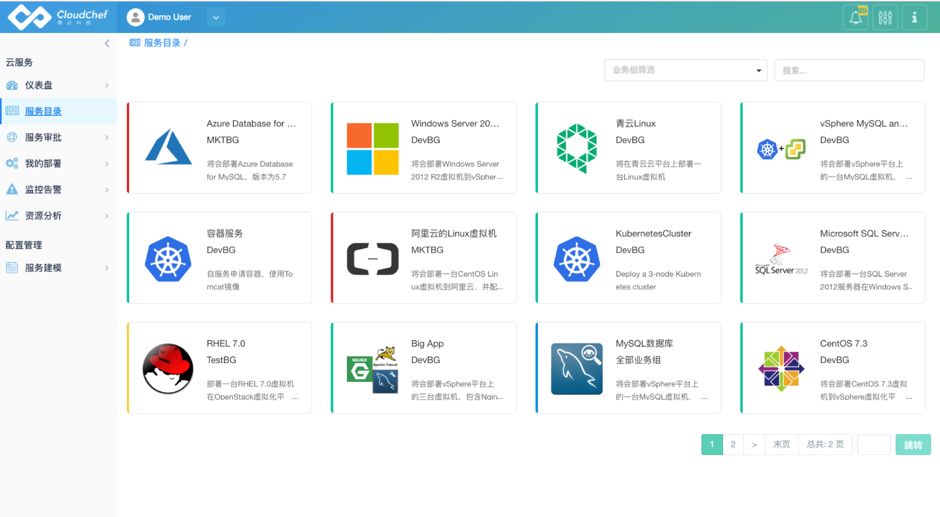 CloudChef
骞云科技
Demo User
99
云服务
仪表盘
服务目录
服务审批
我的部署
监控告警
资源分析
配置管理
服务建模
服务目录 /
业务组筛选
搜索...
Azure Database for ...
MKTBG
将会部署Azure Database
for MySQL，版本为5.7
Windows Server 20...
DevBG
将会部署Windows Server
2012 R2虚拟机到vSpher...
青云Linux
DevBG
将在青云云平台上部署一
台Linux虚拟机
vSphere MySQL an...
DevBG
将会部署vSphere平台上
的一台MySQL虚拟机， ...
容器服务
DevBG
自服务申请容器，使用To
mcat镜像
阿里云的Linux虚拟机
MKTBG
将会部署一台CentOS Lin
ux虚拟机到阿里云，并配...
KubernetesCluster
DevBG
Deploy a 3-node Kubern
etes cluster
SQL Server 2012
Microsoft SQL Serv...
DevBG
将会部署一台SQL Server
2012服务器在Windows S...
RHEL 7.0
TestBG
部署一台RHEL 7.0虚拟机
在OpenStack虚拟化平 ...
NGINX
Apache Tomcat
Big App
DevBG
将会部署vSphere平台上
的三台虚拟机，包含Ngin...
MySQL数据库
全部业务组
将会部署vSphere平台上
的一台MySQL虚拟机， ...
CentOS 7.3
DevBG
将会部署CentOS 7.3虚拟
机到vSphere虚拟化平 ...
1
2
>
末页
总共: 2 页
跳转